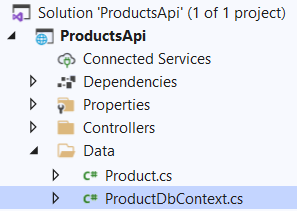 Solution 'ProductsApi' (1 of 1 project)
ProductsApi
Connected Services
Dependencies
Properties
Controllers
Data
C# Product.cs
C# ProductDbContext.cs